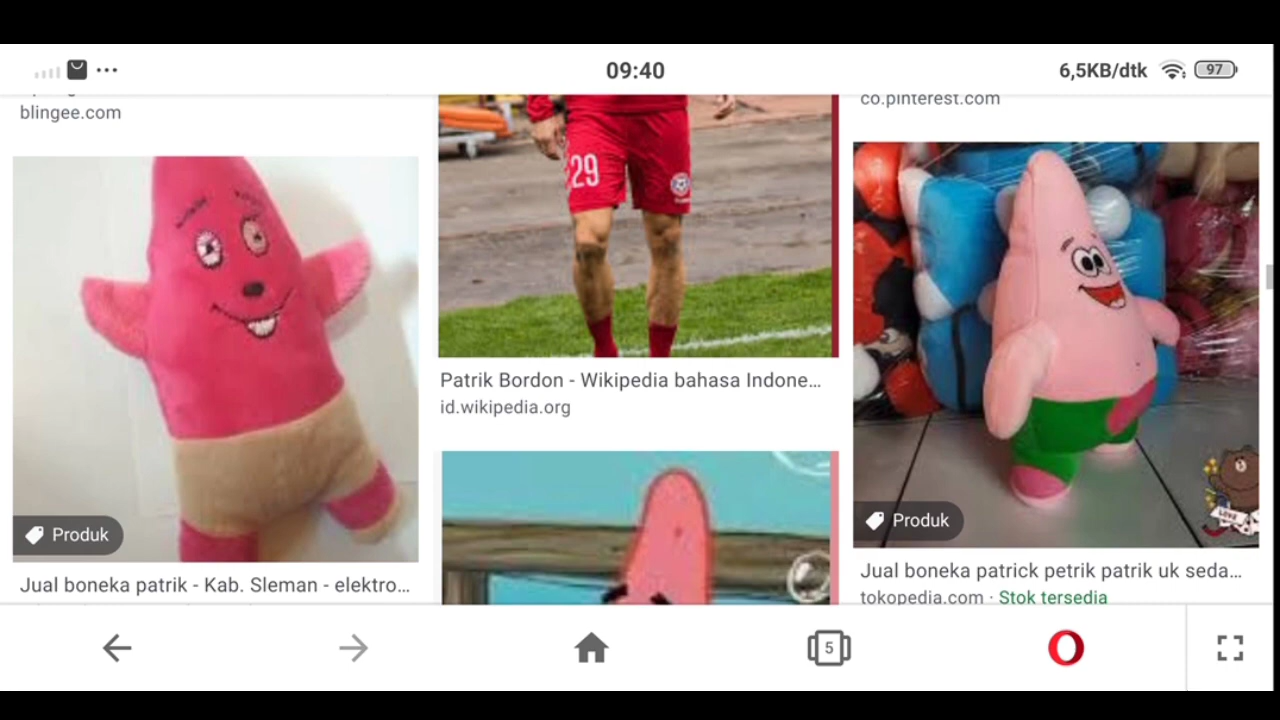 09:40
6,5KB/dtk
97
blingee.com
co.pinterest.com
29
Patrik Bordon - Wikipedia bahasa Indone...
id.wikipedia.org
Produk
Produk
LOVE
Jual boneka patrik - Kab. Sleman - elektro...
Jual boneka patrick petrik patrik uk seda...
tokopedia.com · Stok tersedia
5